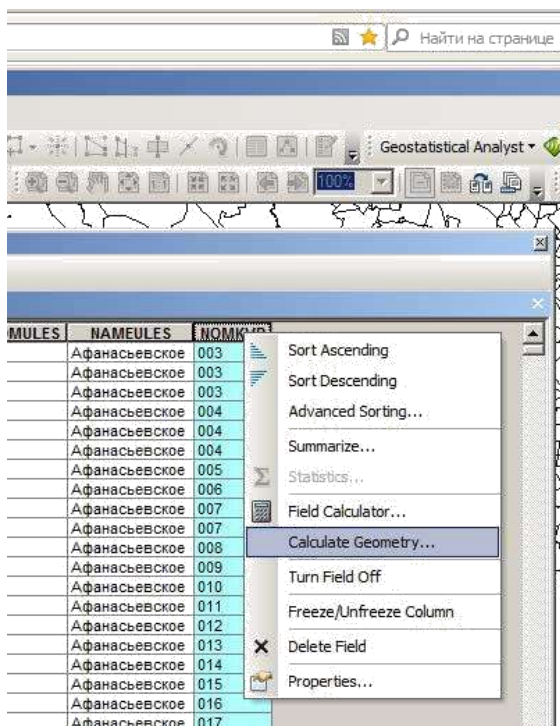 Найти на странице
Geostatistical Analyst
100%
MULES NAMEULES NOMKVR
Афанасьевское 003
Афанасьевское 003
Афанасьевское 003
Афанасьевское 004
Афанасьевское 004
Афанасьевское 004
Афанасьевское 005
Афанасьевское 006
Афанасьевское 007
Афанасьевское 007
Афанасьевское 008
Афанасьевское 009
Афанасьевское 010
Афанасьевское 011
Афанасьевское 012
Афанасьевское 013
Афанасьевское 014
Афанасьевское 015
Афанасьевское 016
Афанасьевское 017
Sort Ascending
Sort Descending
Advanced Sorting...
Summarize...
Statistics...
Field Calculator...
Calculate Geometry...
Turn Field Off
Freeze/Unfreeze Column
Delete Field
Properties...